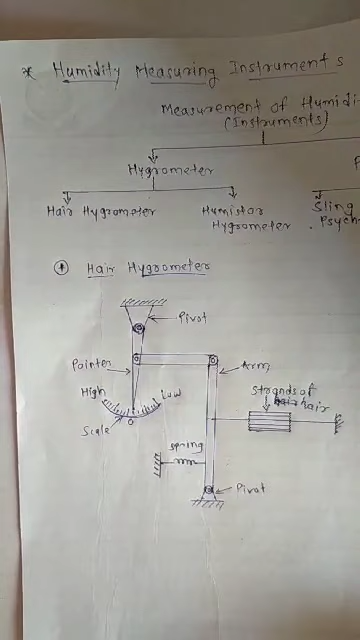 * Humidity Measuring Instruments
Measurement of Humidi
(Instruments)
Hygrometer
P
Hair Hygrometer
Humistor
Hygrometer
Sling
Psych
① Hair Hygrometer
Pivot
Pointer
Arm
High
Low
Strands of
hair
Scale
0
Spring
Pivot